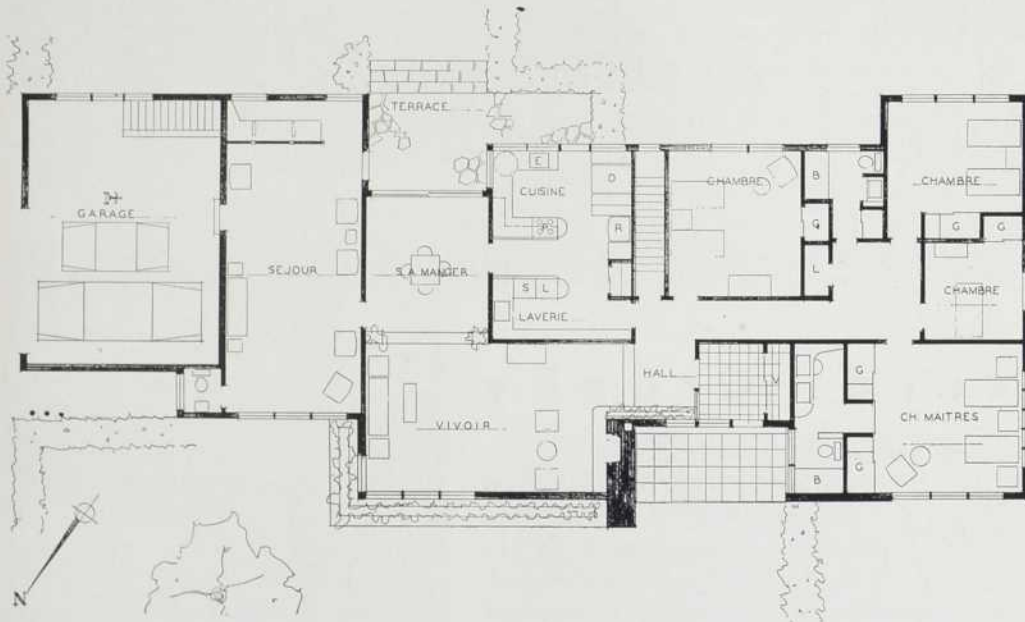 TERRACE
E
CUISINE
D
CHAMBRE
B
CHAMBRE
GARAGE
R
R
G
G
G
SEJOUR
S. A MANGER
L
S L
CHAMBRE
LAVERIE
HALL
V
G
VIVOIR
CH. MAITRES
G
B
N